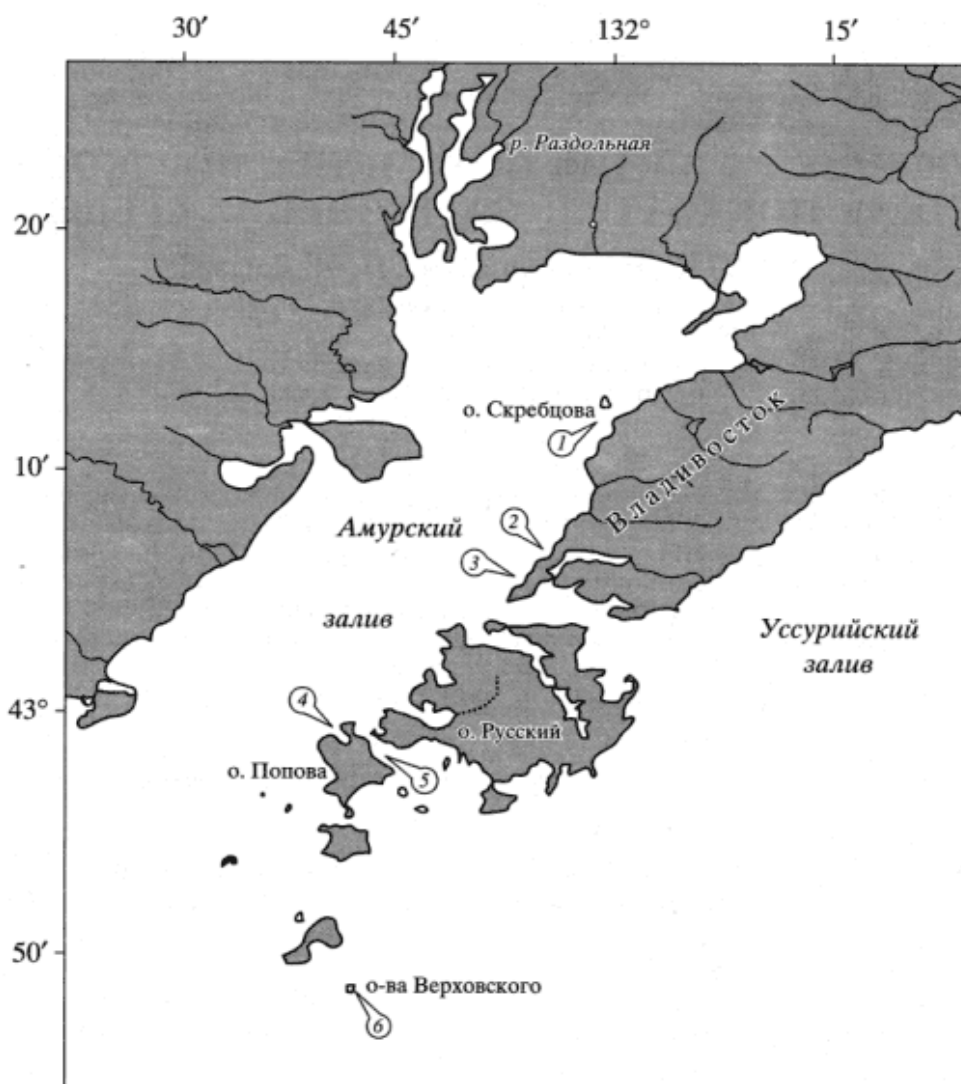 30′ 45′ 132° 15′
р. Раздольная
20′
о. Скребцова
1
10′
Владивосток
Амурский
залив
2
3
Уссурийский
залив
4
43°
о. Русский
о. Попова
5
50′
о-ва Верховского
6